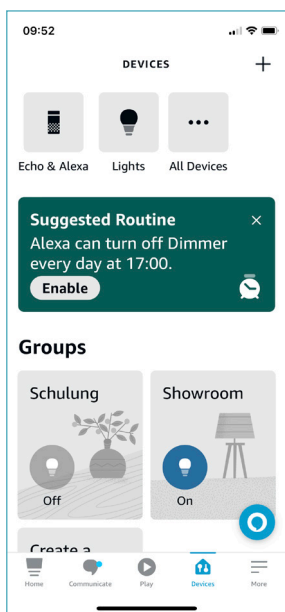 09:52
DEVICES
Echo & Alexa
Lights
All Devices
Suggested Routine
Alexa can turn off Dimmer
every day at 17:00.
Enable
Groups
Schulung
Showroom
Off
On
Create a
Home
Communicate
Play
Devices
More